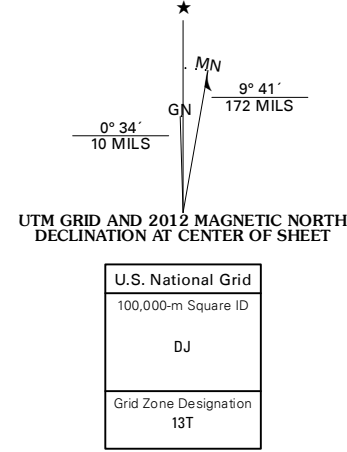 ★
MN
GN
0° 34´
10 MILS
9° 41´
172 MILS
UTM GRID AND 2012 MAGNETIC NORTH
DECLINATION AT CENTER OF SHEET
U.S. National Grid
100,000-m Square ID
DJ
Grid Zone Designation
13T